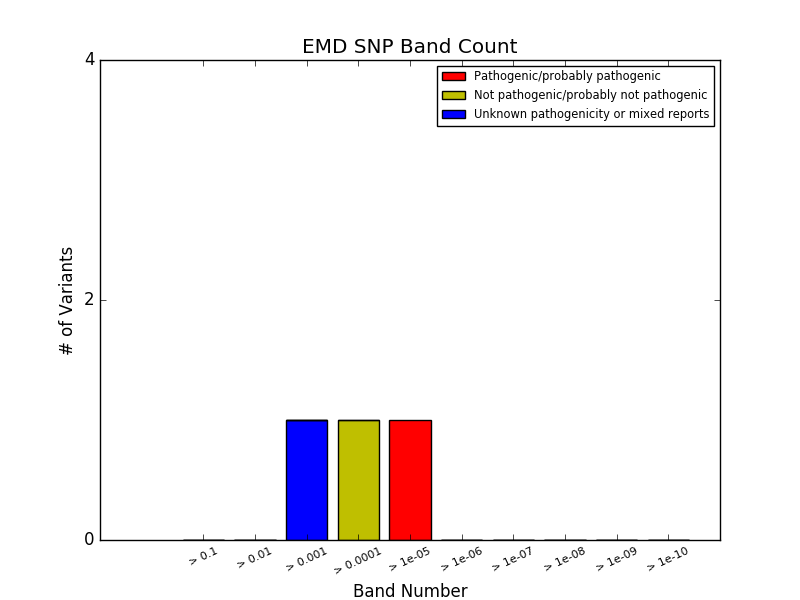 EMD SNP Band Count
4
2
0
# of Variants
Pathogenic/probably pathogenic
Not pathogenic/probably not pathogenic
Unknown pathogenicity or mixed reports
> 0.1
> 0.01
> 0.001
> 0.0001
> 1e-05
> 1e-06
> 1e-07
> 1e-08
> 1e-09
> 1e-10
Band Number